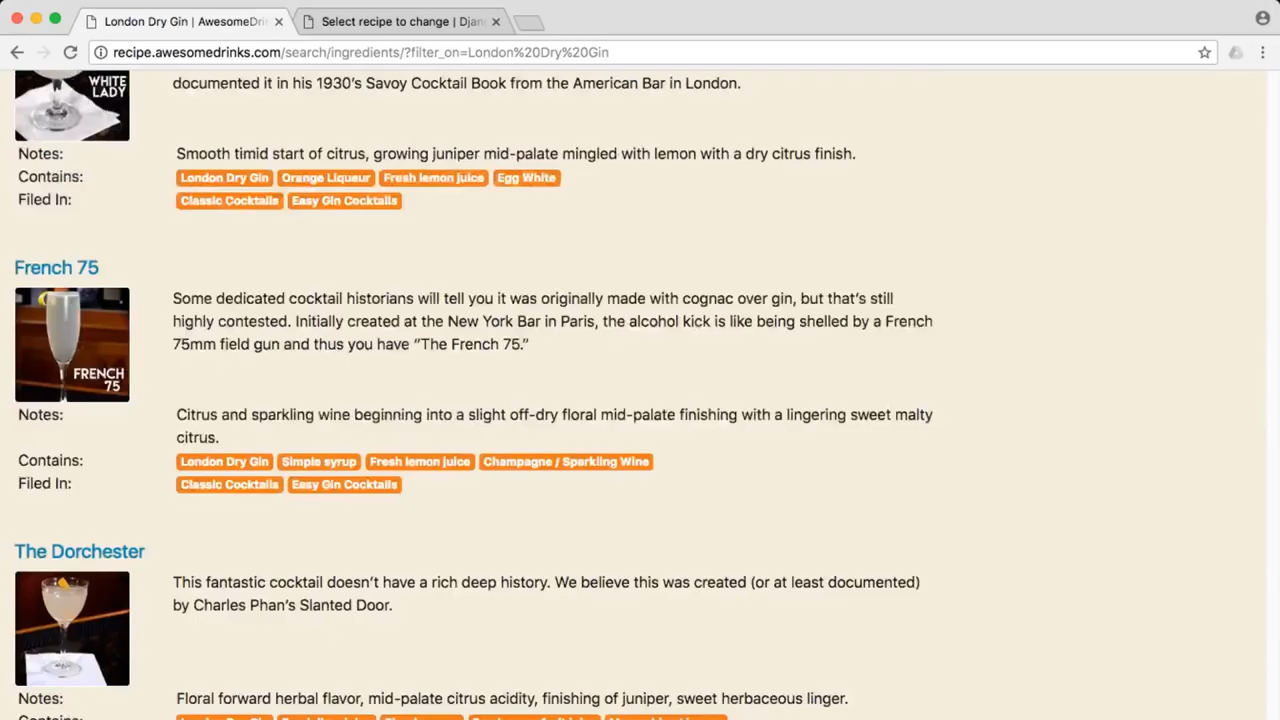 London Dry Gin | AwesomeDri
Select recipe to change | Djan
recipe.awesomedrinks.com/search/ingredients/?filter_on=London%20Dry%20Gin
WHITE
LADY
documented it in his 1930's Savoy Cocktail Book from the American Bar in London.
Notes: Smooth timid start of citrus, growing juniper mid-palate mingled with lemon with a dry citrus finish.
Contains: London Dry Gin Orange Liqueur Fresh lemon juice Egg White
Filed In: Classic Cocktails Easy Gin Cocktails
French 75
Some dedicated cocktail historians will tell you it was originally made with cognac over gin, but that's still
highly contested. Initially created at the New York Bar in Paris, the alcohol kick is like being shelled by a French
75mm field gun and thus you have "The French 75."
FRENCH
75
Notes: Citrus and sparkling wine beginning into a slight off-dry floral mid-palate finishing with a lingering sweet malty
citrus.
Contains: London Dry Gin Simple syrup Fresh lemon juice Champagne / Sparkling Wine
Filed In: Classic Cocktails Easy Gin Cocktails
The Dorchester
This fantastic cocktail doesn't have a rich deep history. We believe this was created (or at least documented)
by Charles Phan's Slanted Door.
Notes: Floral forward herbal flavor, mid-palate citrus acidity, finishing of juniper, sweet herbaceous linger.